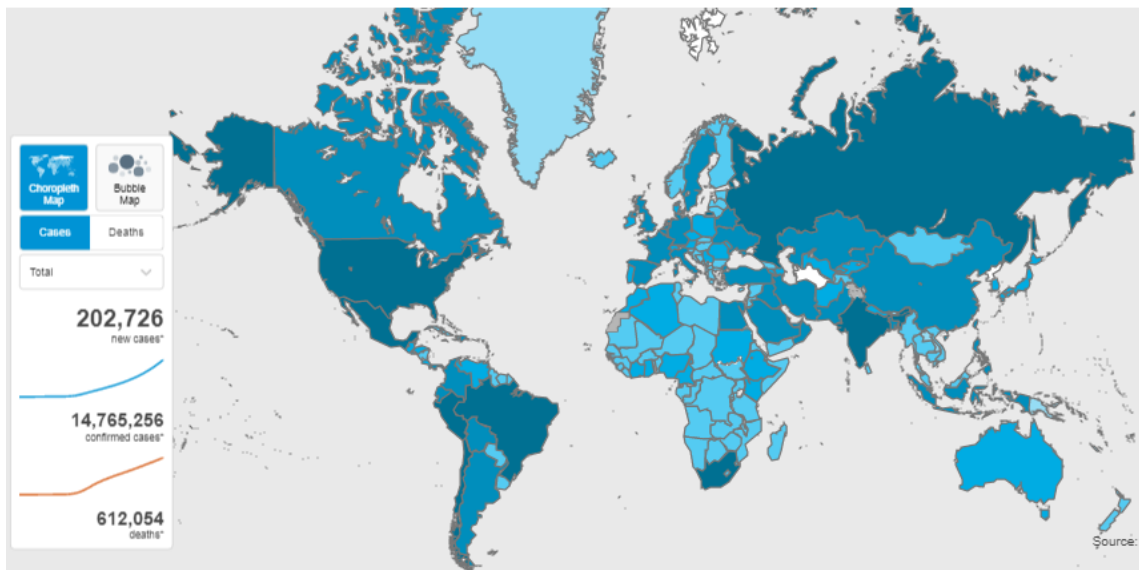 Choropleth
Map
Bubble
Map
Cases
Deaths
Total
202,726
new cases*
14,765,256
confirmed cases*
612,054
deaths*
Source: